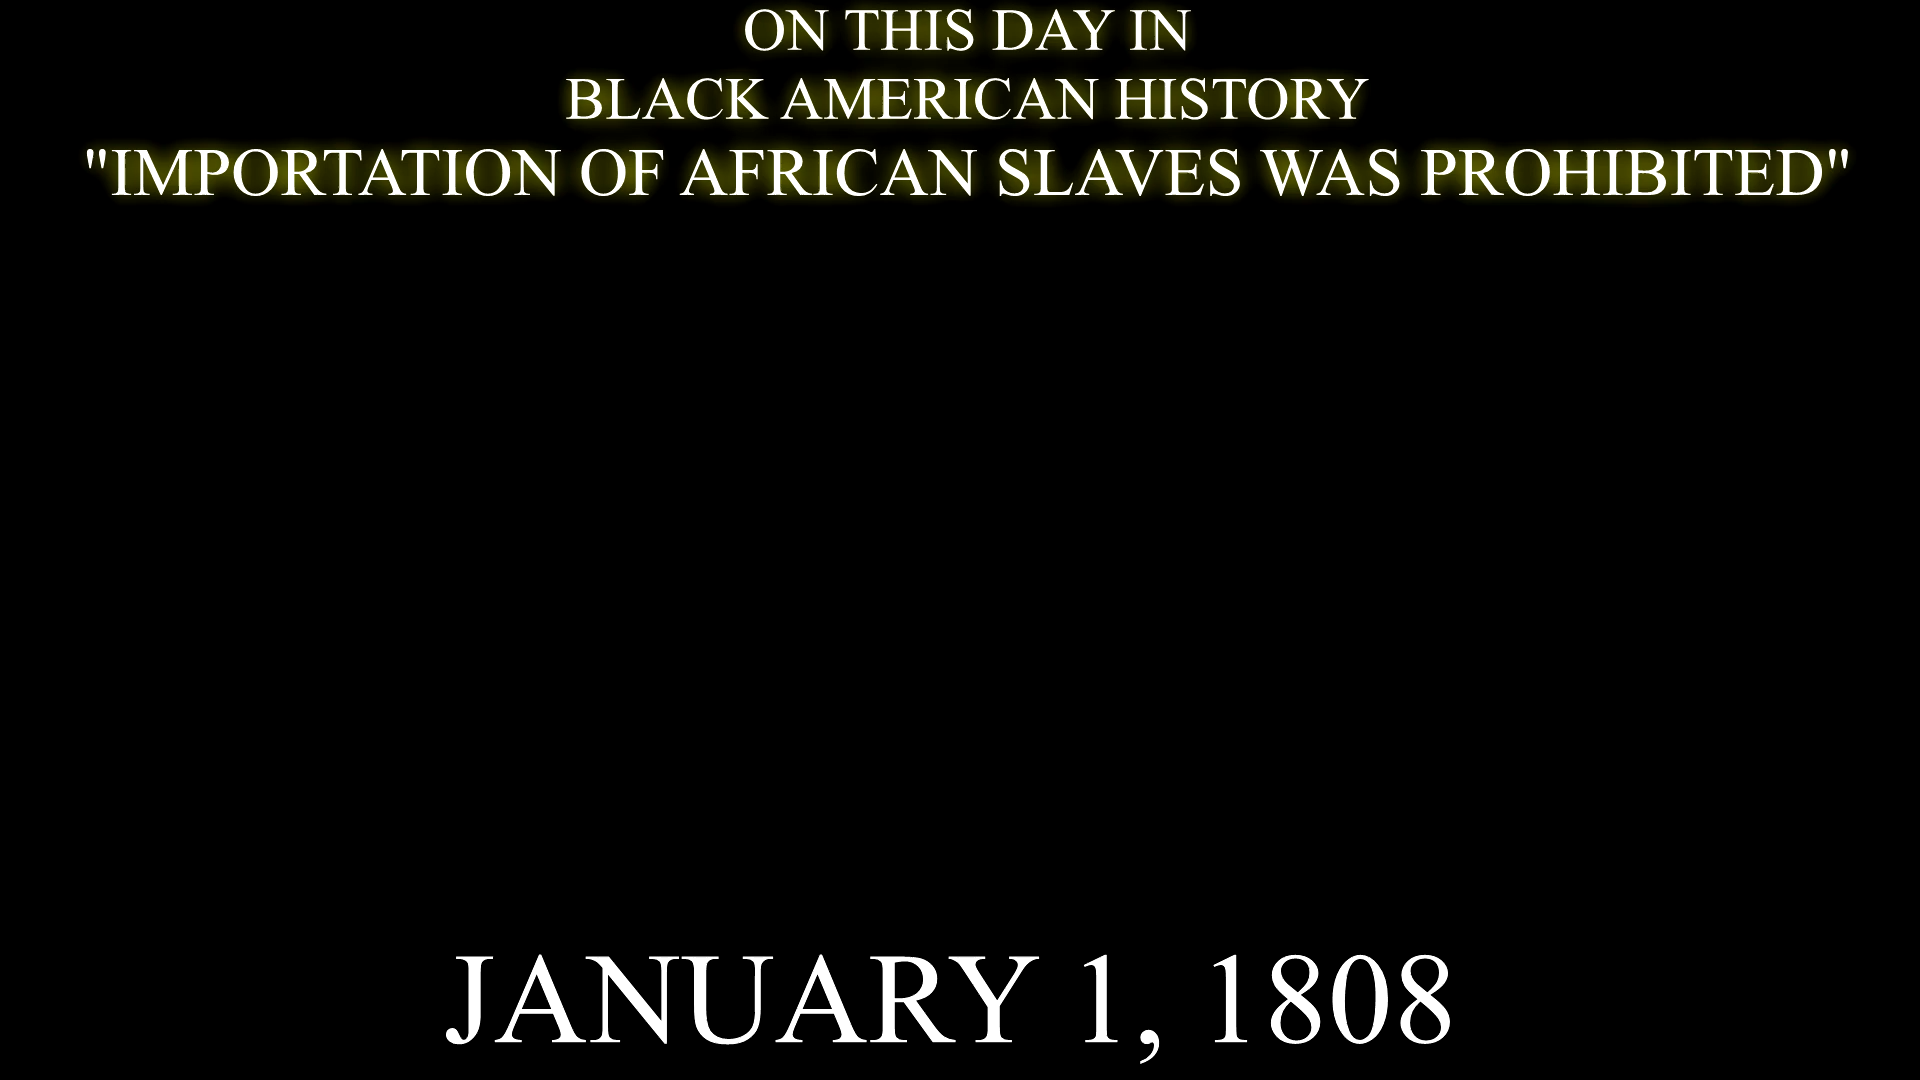 ON THIS DAY IN
BLACK AMERICAN HISTORY
"IMPORTATION OF AFRICAN SLAVES WAS PROHIBITED"
JANUARY 1, 1808